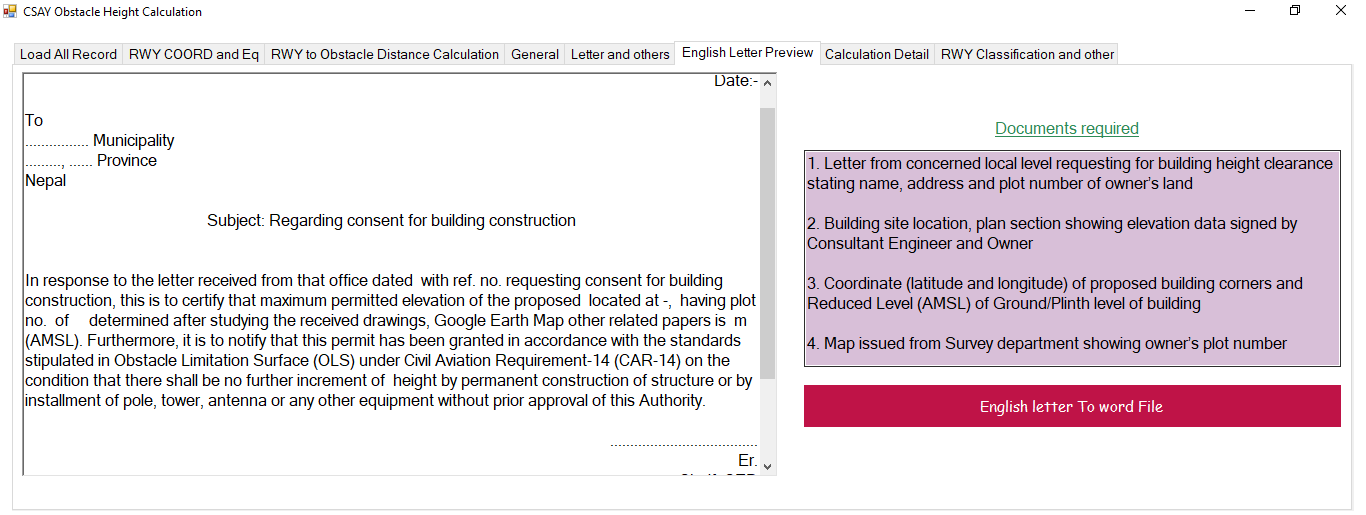 CSAY Obstacle Height Calculation
Load All Record RWY COORD and Eq RWY to Obstacle Distance Calculation General Letter and others English Letter Preview Calculation Detail RWY Classification and other
Date:-
To
................ Municipality
........., ...... Province
Nepal
Subject: Regarding consent for building construction
In response to the letter received from that office dated  with ref. no. requesting consent for building
construction, this is to certify that maximum permitted elevation of the proposed  located at -,  having plot
no.  of     determined after studying the received drawings, Google Earth Map other related papers is  m
(AMSL). Furthermore, it is to notify that this permit has been granted in accordance with the standards
stipulated in Obstacle Limitation Surface (OLS) under Civil Aviation Requirement-14 (CAR-14) on the
condition that there shall be no further increment of  height by permanent construction of structure or by
installment of pole, tower, antenna or any other equipment without prior approval of this Authority.
.....................................
Er.
Documents required
1. Letter from concerned local level requesting for building height clearance
stating name, address and plot number of owner's land
2. Building site location, plan section showing elevation data signed by
Consultant Engineer and Owner
3. Coordinate (latitude and longitude) of proposed building corners and
Reduced Level (AMSL) of Ground/Plinth level of building
4. Map issued from Survey department showing owner's plot number
English letter To word File